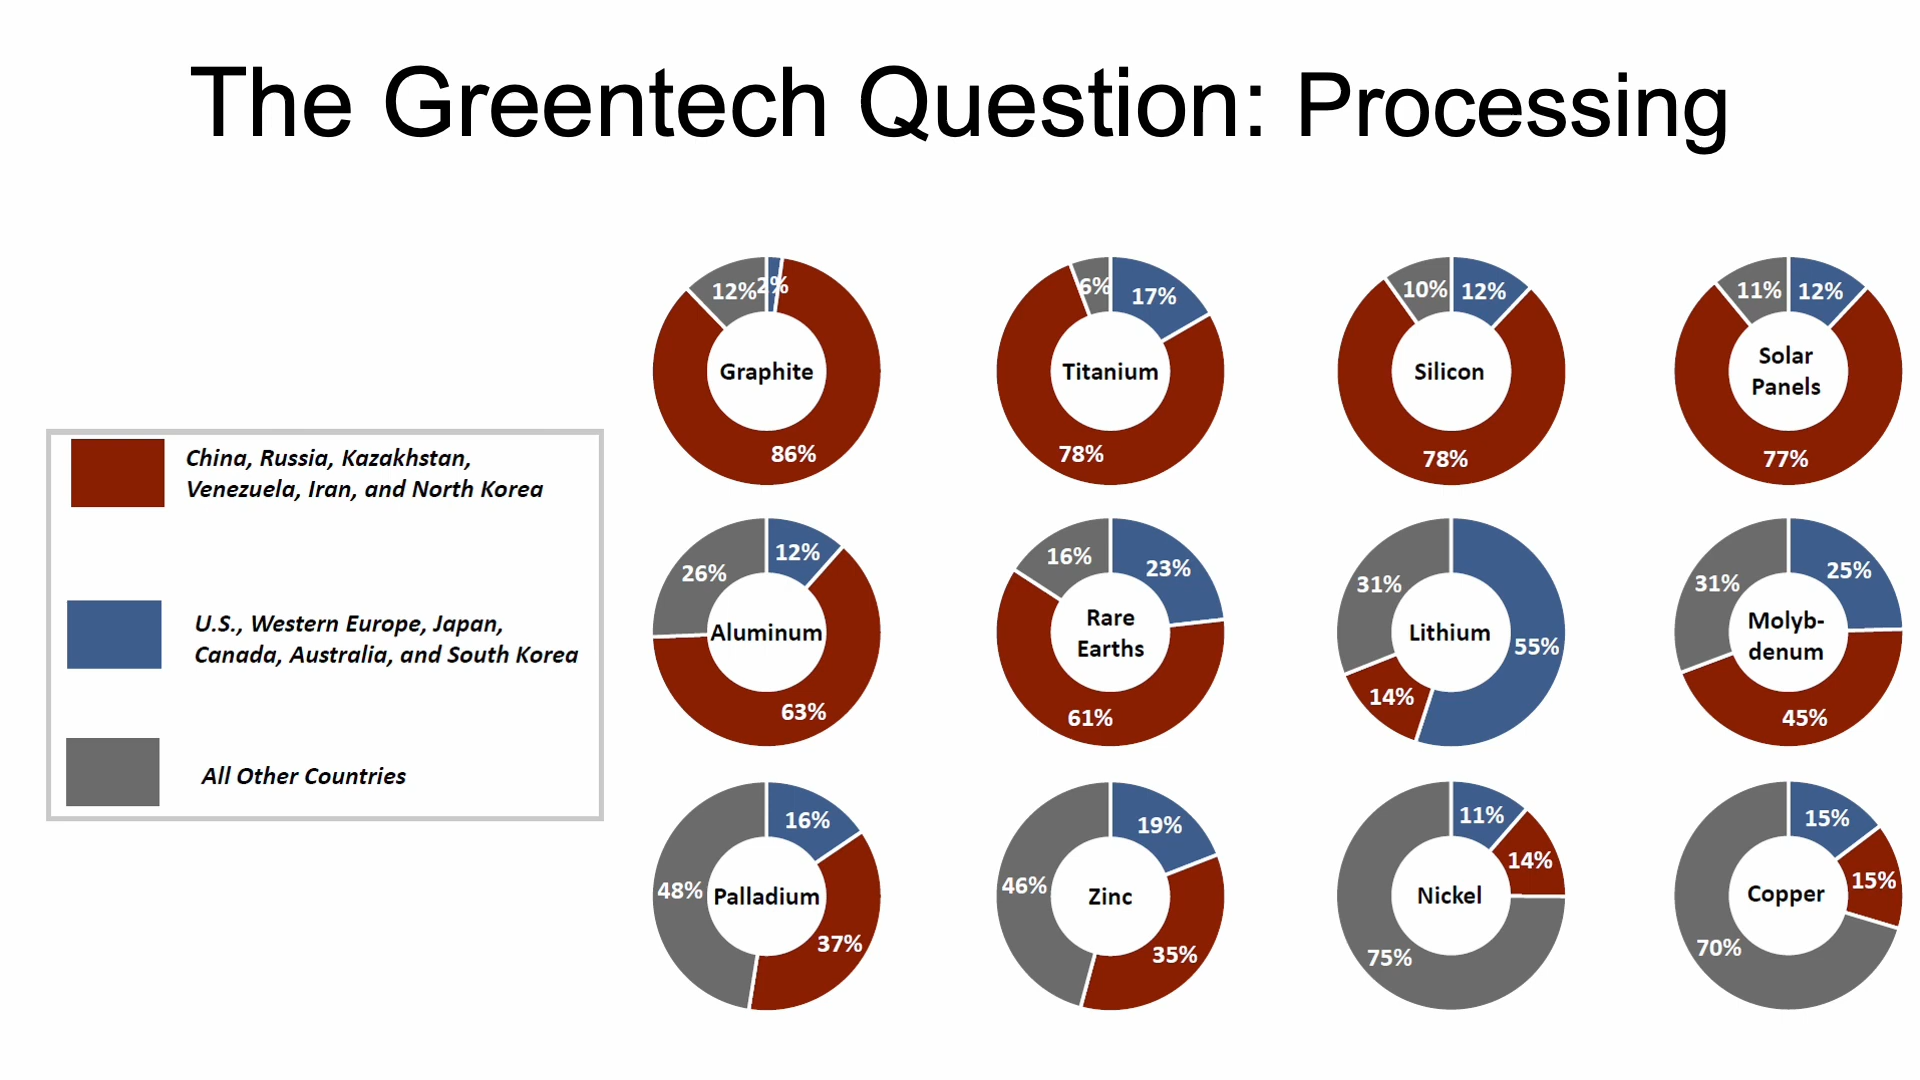 The Greentech Question: Processing
China, Russia, Kazakhstan,
Venezuela, Iran, and North Korea
U.S., Western Europe, Japan,
Canada, Australia, and South Korea
All Other Countries
12%
2%
Graphite
86%
6%
17%
Titanium
78%
10%
12%
Silicon
78%
11%
12%
Solar
Panels
77%
26%
12%
Aluminum
63%
16%
23%
Rare
Earths
61%
31%
Lithium
55%
14%
31%
25%
Molyb-
denum
45%
16%
48%
Palladium
37%
19%
46%
Zinc
35%
11%
14%
Nickel
75%
15%
15%
Copper
70%